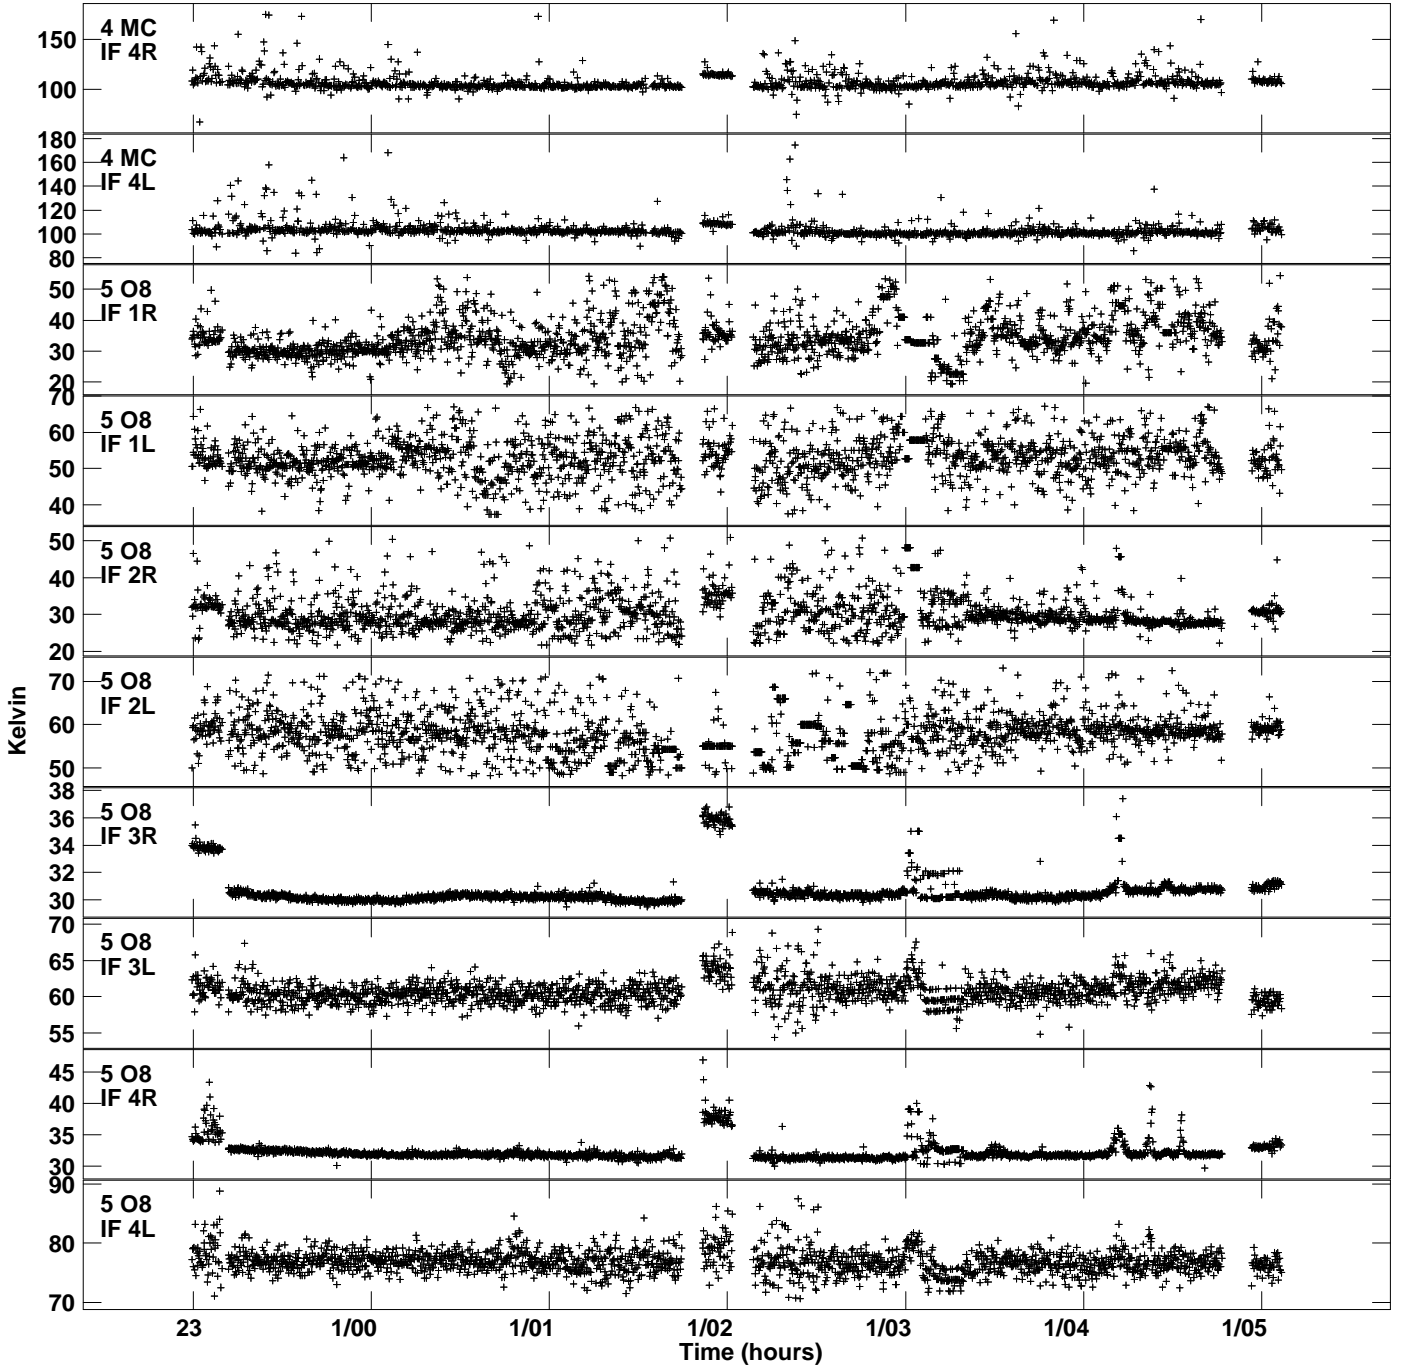 4 MC
IF 4R
150
100
4 MC
IF 4L
180
160
140
120
100
80
5 O8
IF 1R
50
40
30
20
5 O8
IF 1L
70
60
50
40
5 O8
IF 2R
50
40
30
20
5 O8
IF 2L
70
60
50
5 O8
IF 3R
38
36
34
32
30
5 O8
IF 3L
70
65
60
55
5 O8
IF 4R
45
40
35
30
5 O8
IF 4L
90
80
70
Kelvin
23 1/00 1/01 1/02 1/03 1/04 1/05
Time (hours)